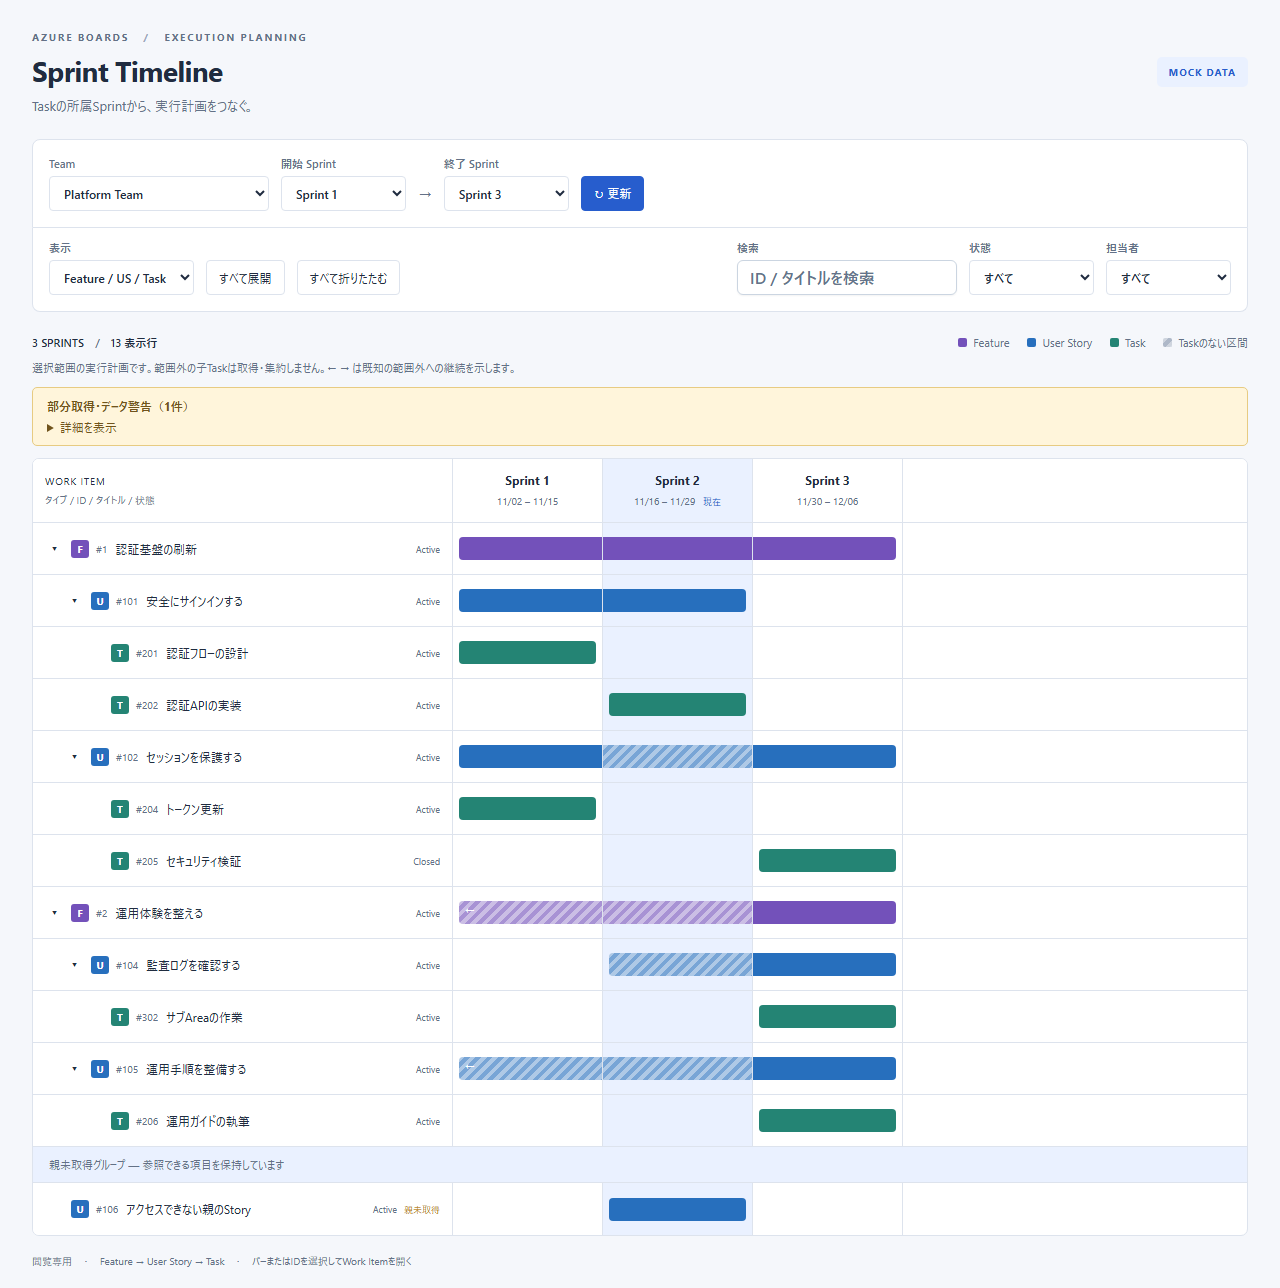 AZURE BOARDS / EXECUTION PLANNING
Sprint Timeline
MOCK DATA
Taskの所属Sprintから、実行計画をつなぐ。
Team 開始 Sprint 終了 Sprint
Platform Team Sprint 1 → Sprint 3 ↻ 更新
表示 検索 状態 担当者
Feature / US / Task すべて展開 すべて折りたたむ ID / タイトルを検索 すべて すべて
3 SPRINTS / 13 表示行 Feature User Story Task Taskのない区間
選択範囲の実行計画です。範囲外の子Taskは取得・集約しません。← → は既知の範囲外への継続を示します。
部分取得・データ警告（1件）
▶ 詳細を表示
WORK ITEM Sprint 1 Sprint 2 Sprint 3
タイプ / ID / タイトル / 状態 11/02 – 11/15 11/16 – 11/29 現在 11/30 – 12/06
▼ F #1 認証基盤の刷新 Active
▼ U #101 安全にサインインする Active
T #201 認証フローの設計 Active
T #202 認証APIの実装 Active
▼ U #102 セッションを保護する Active
T #204 トークン更新 Active
T #205 セキュリティ検証 Closed
▼ F #2 運用体験を整える Active ←
▼ U #104 監査ログを確認する Active
T #302 サブAreaの作業 Active
▼ U #105 運用手順を整備する Active ←
T #206 運用ガイドの執筆 Active
親未取得グループ — 参照できる項目を保持しています
U #106 アクセスできない親のStory Active 親未取得
閲覧専用 · Feature → User Story → Task · バーまたはIDを選択してWork Itemを開く